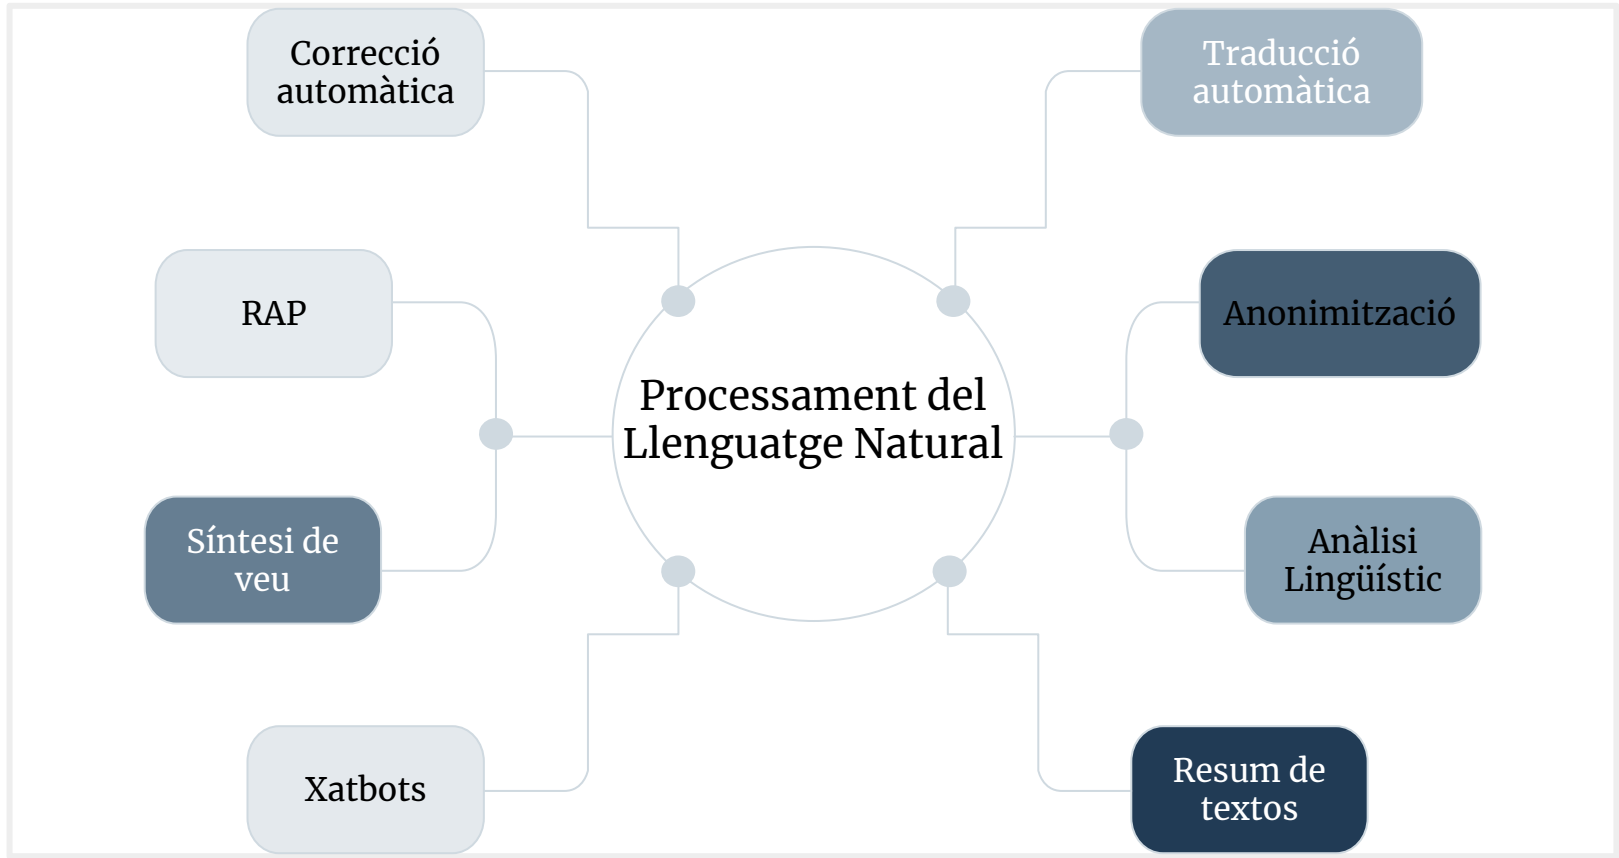 Correcció
automàtica
Traducció
automàtica
RAP
Anonimització
Processament del
Llenguatge Natural
Síntesi de
veu
Anàlisi
Lingüístic
Xatbots
Resum de
textos